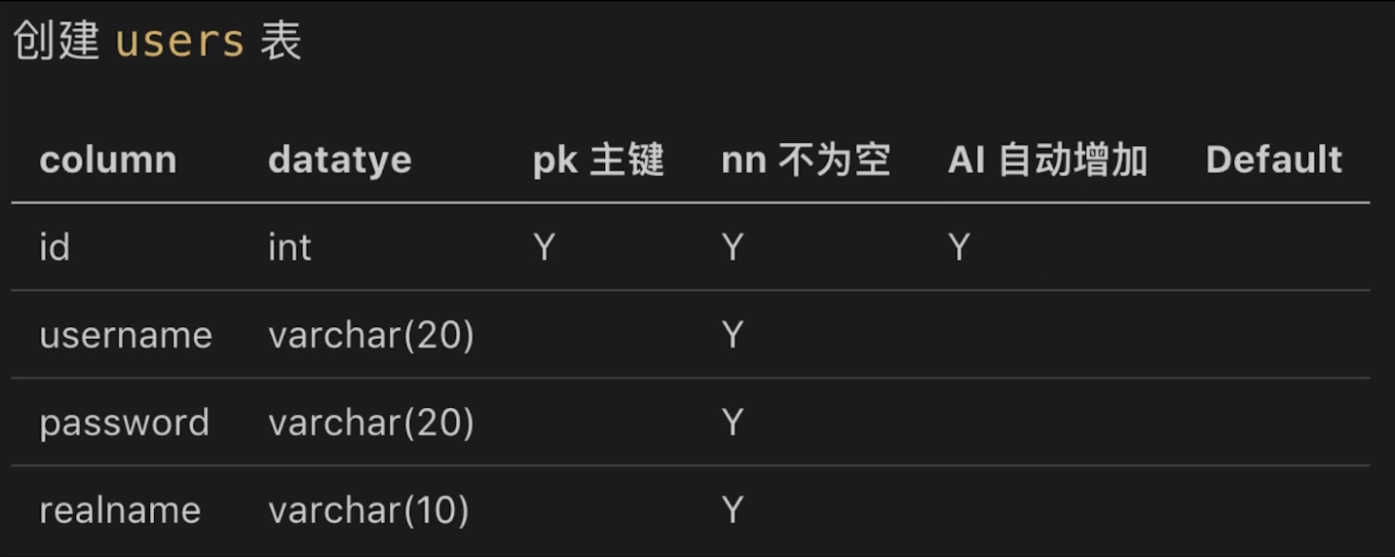 创建 users 表
column datatye pk 主键 nn 不为空 AI 自动增加 Default
id int Y Y Y
username varchar(20) Y
password varchar(20) Y
realname varchar(10) Y